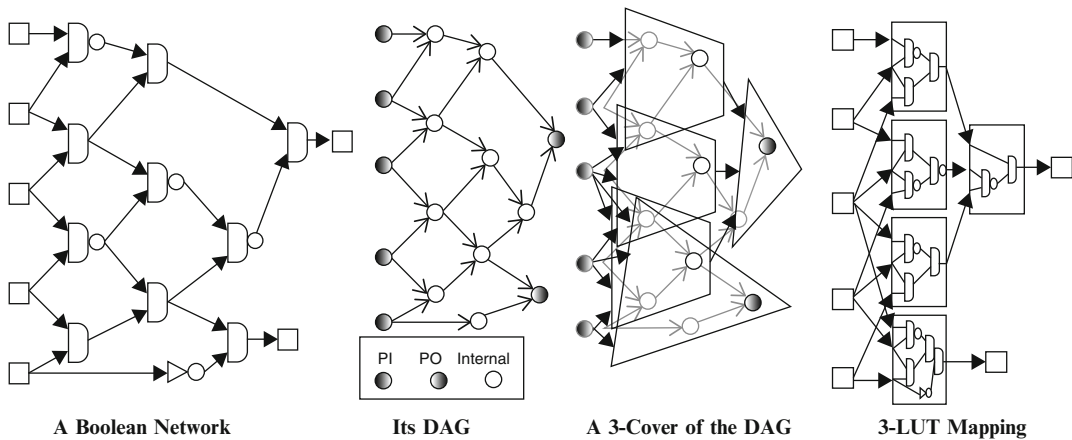 PI PO Internal
A Boolean Network
Its DAG
A 3-Cover of the DAG
3-LUT Mapping